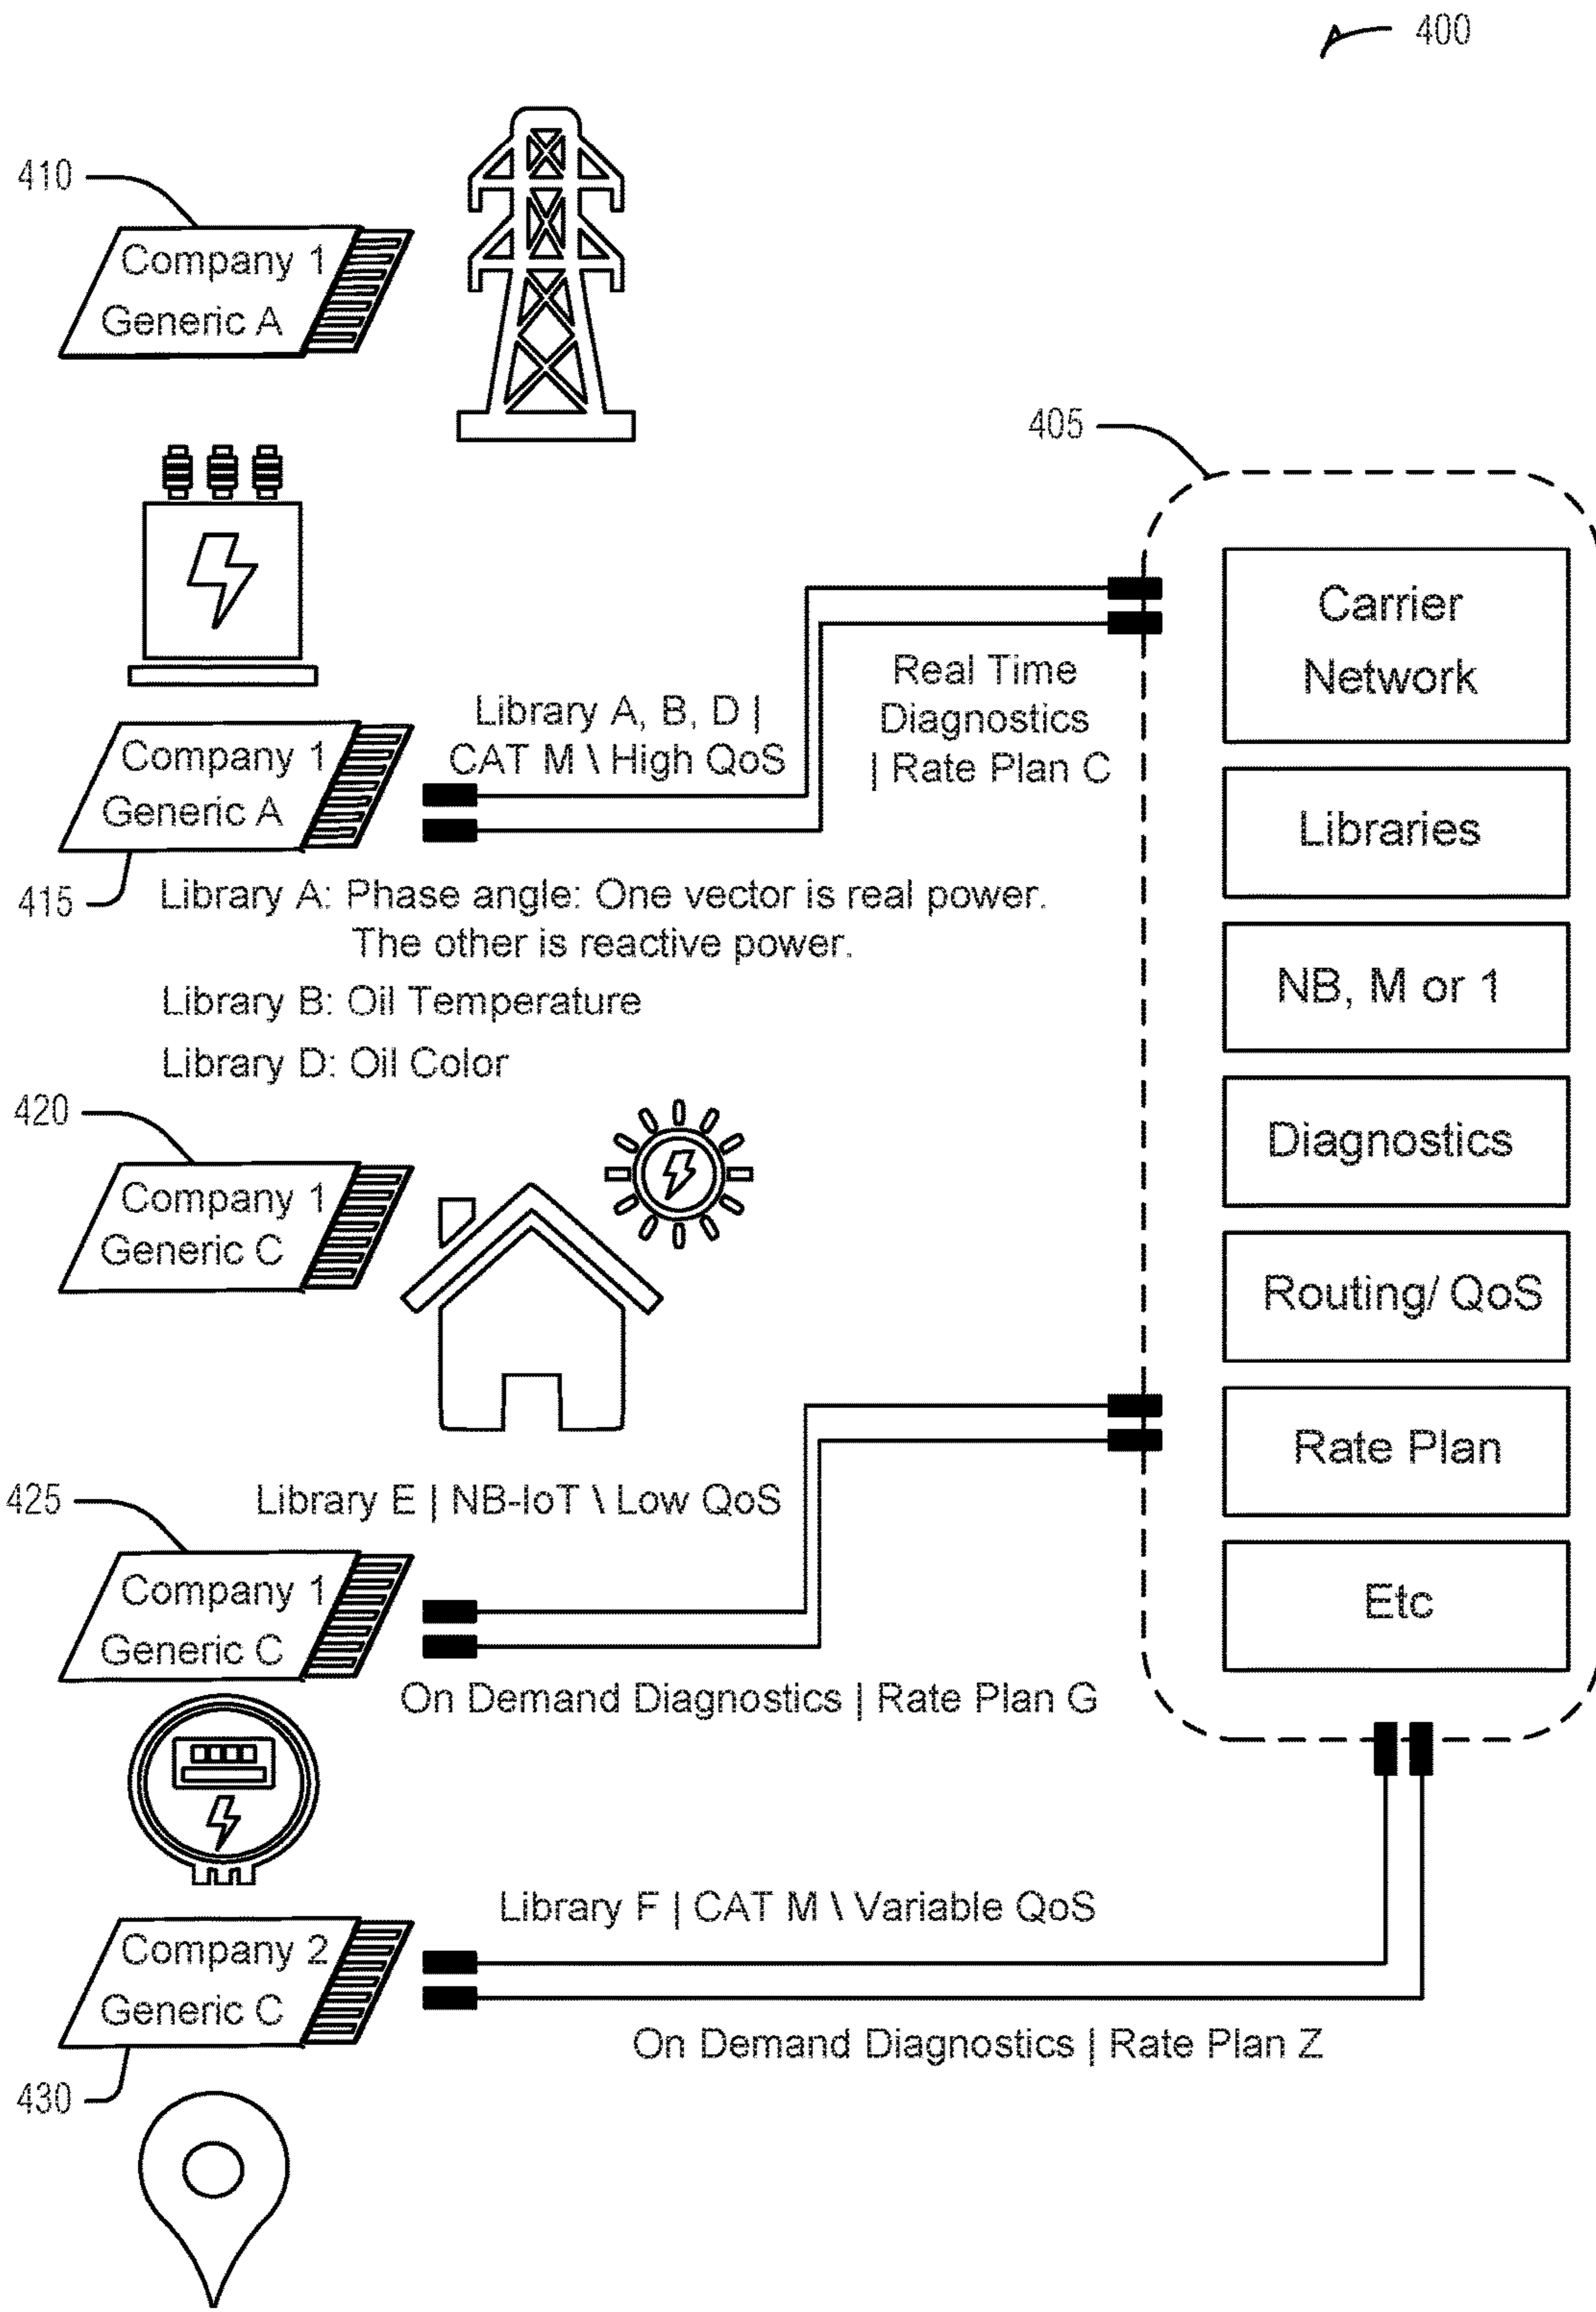 400
410
Company 1
Generic A
405
Carrier
Network
Real Time
Diagnostics
| Rate Plan C
Library A, B, D |
CAT M \ High QoS
Company 1
Generic A
415
Library A: Phase angle: One vector is real power.
The other is reactive power.
Library B: Oil Temperature
Library D: Oil Color
Libraries
NB, M or 1
Diagnostics
Routing/ QoS
Rate Plan
Etc
420
Company 1
Generic C
425
Library E | NB-IoT \ Low QoS
Company 1
Generic C
On Demand Diagnostics | Rate Plan G
Library F | CAT M \ Variable QoS
Company 2
Generic C
On Demand Diagnostics | Rate Plan Z
430